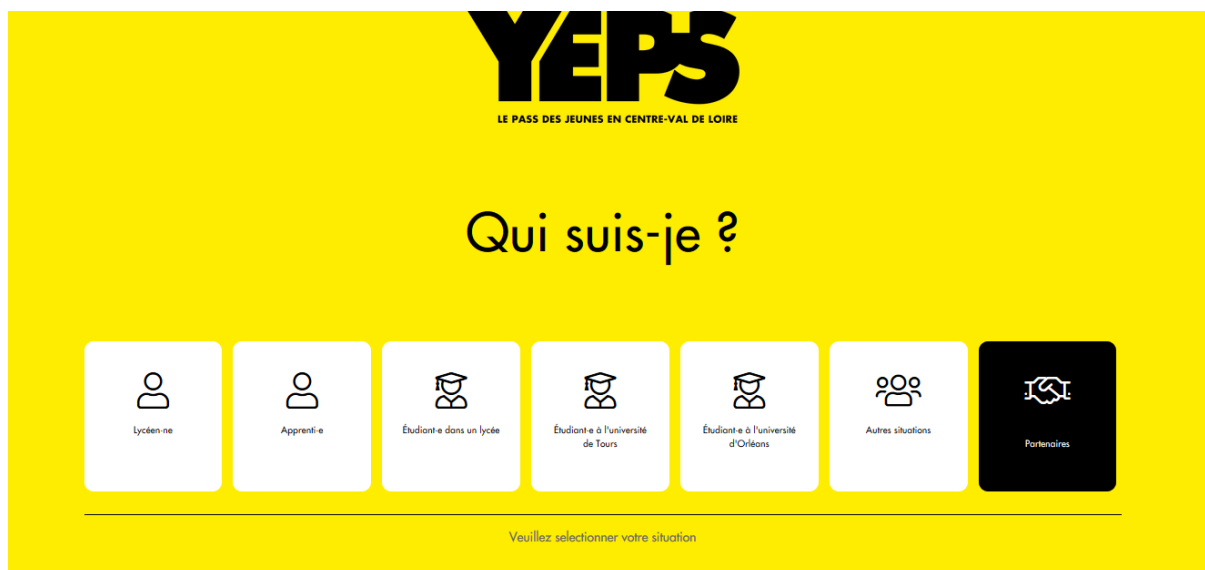 YEPS
LE PASS DES JEUNES EN CENTRE-VAL DE LOIRE
Qui suis-je ?
Lycéen·ne
Apprenti·e
Étudiant·e dans un lycée
Étudiant·e à l'université
de Tours
Étudiant·e à l'université
d'Orléans
Autres situations
Partenaires
Veuillez selectionner votre situation